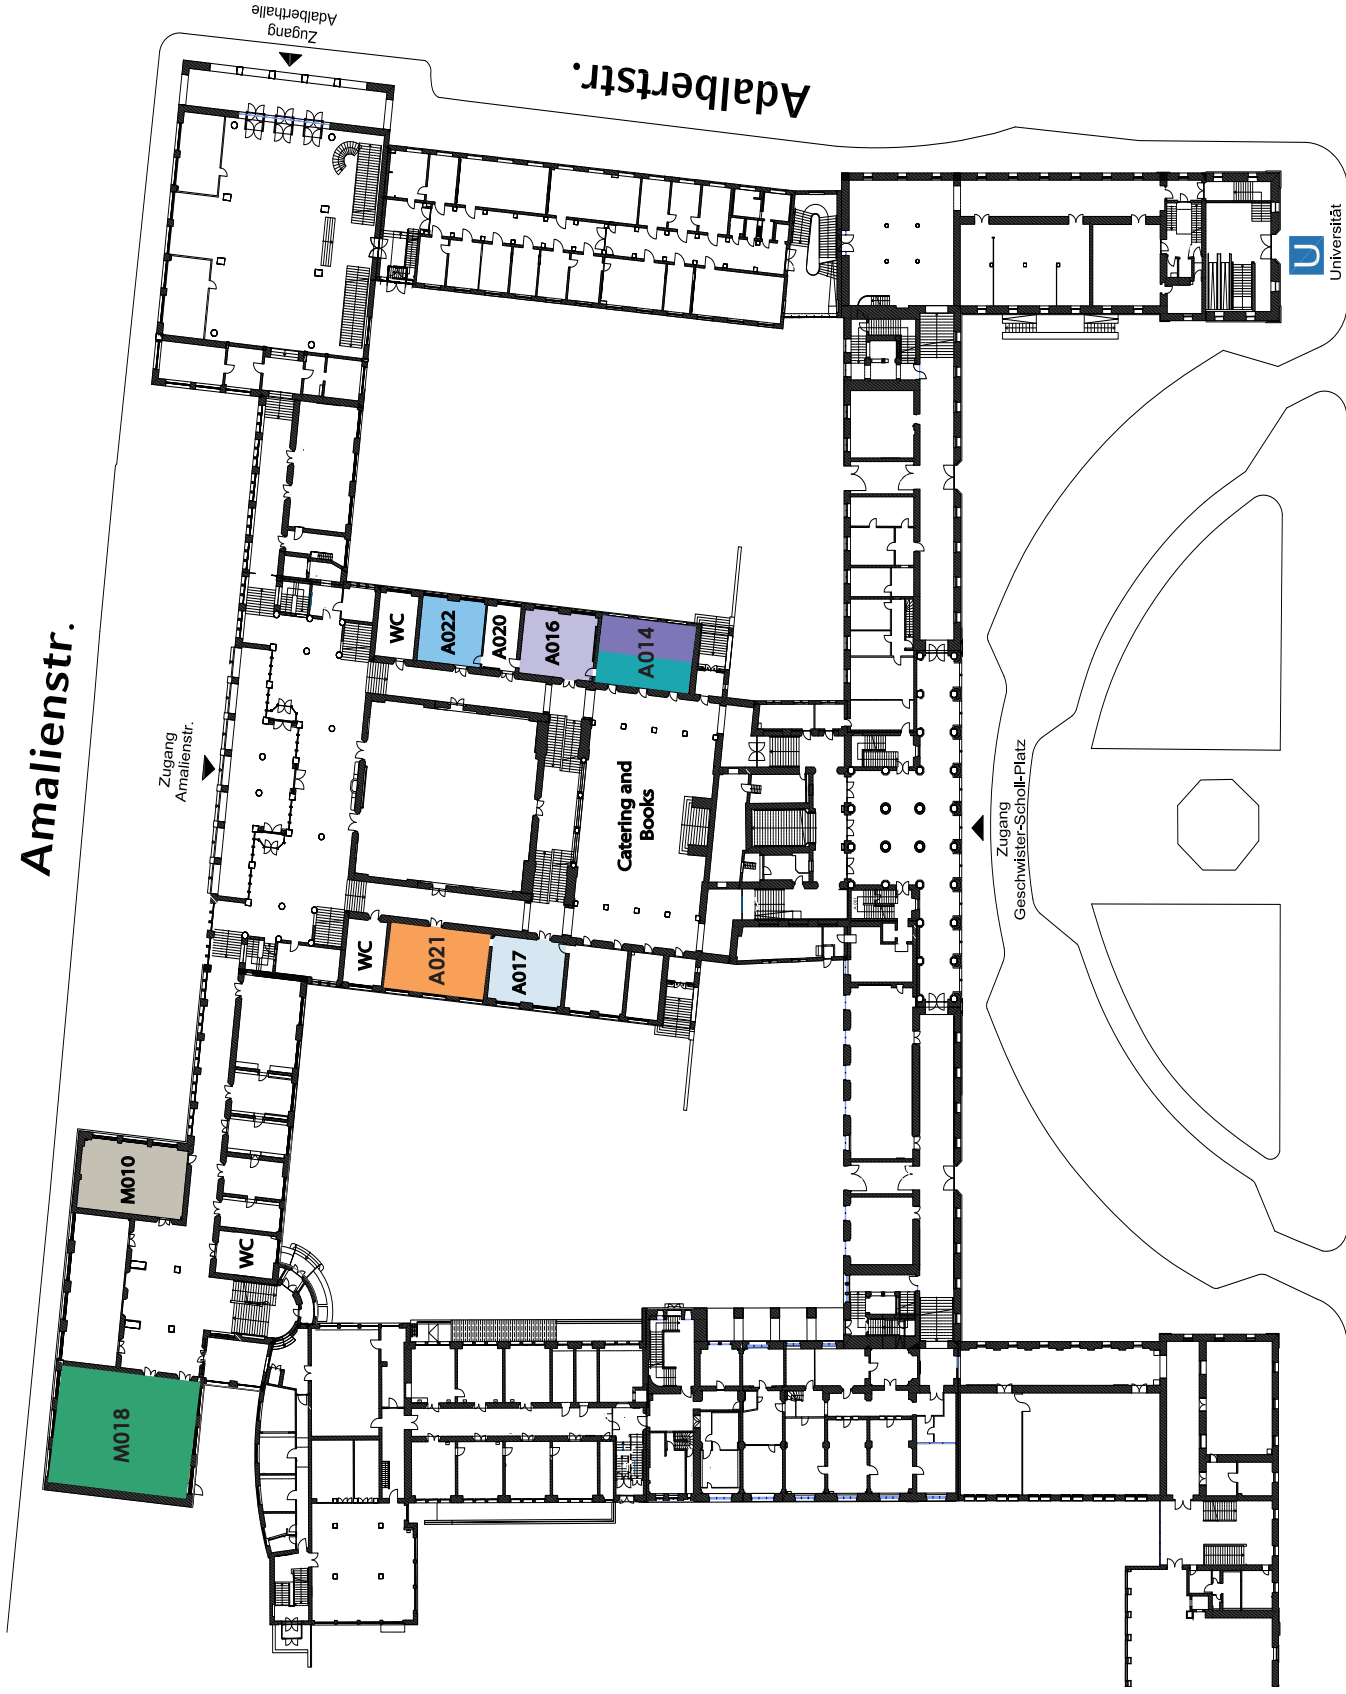 Zugang
Adalberthalle
Adalbertstr.
U
Universität
Amalienstr.
Zugang
Amalienstr.
WC
A022
A020
A016
A014
Catering and
Books
WC
A021
A017
Zugang
Geschwister-Scholl-Platz
M010
WC
M018